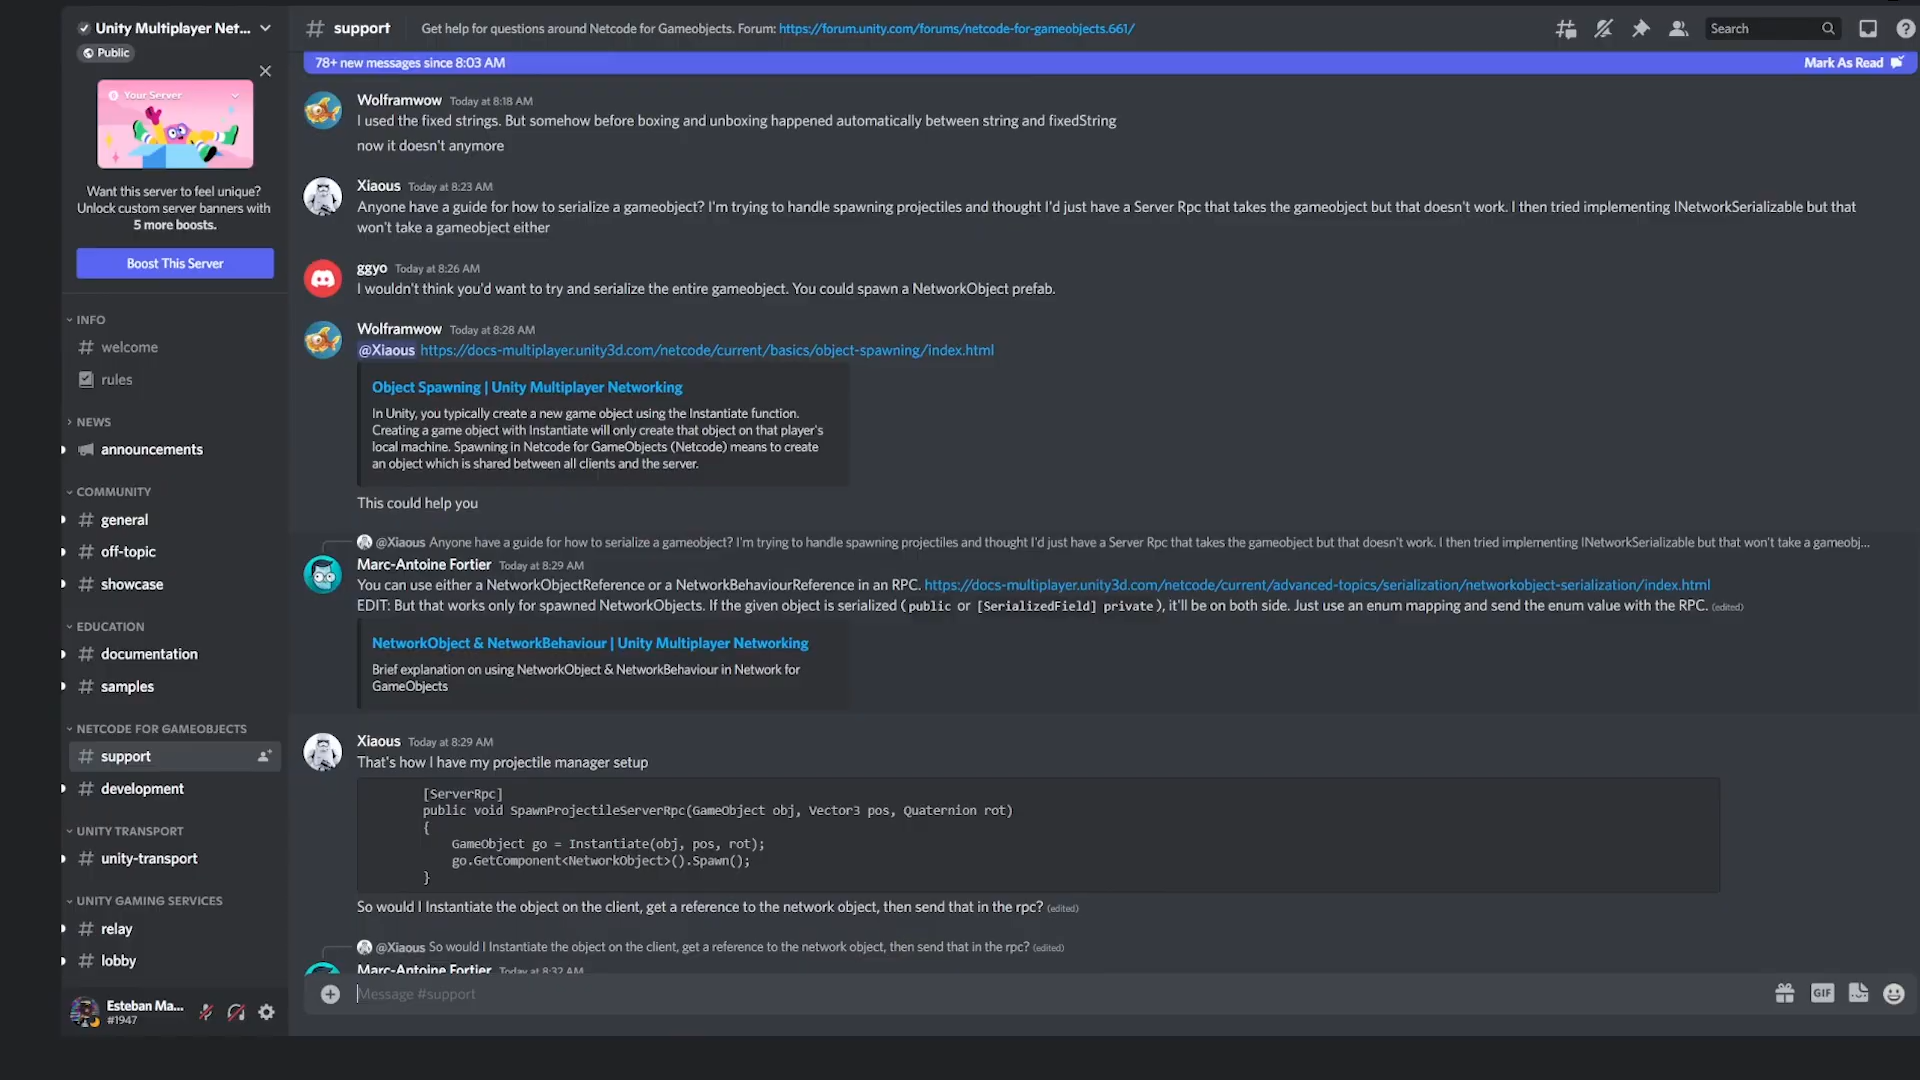 Unity Multiplayer Net...
Public
Your Server
Want this server to feel unique?
Unlock custom server banners with
5 more boosts.
Boost This Server
INFO
welcome
rules
NEWS
announcements
COMMUNITY
general
off-topic
showcase
EDUCATION
documentation
samples
NETCODE FOR GAMEOBJECTS
support
development
UNITY TRANSPORT
unity-transport
UNITY GAMING SERVICES
relay
lobby
Esteban Ma...
#1947
support
Get help for questions around Netcode for Gameobjects. Forum: https://forum.unity.com/forums/netcode-for-gameobjects.661/
Search
78+ new messages since 8:03 AM
Mark As Read
Wolframwow Today at 8:18 AM
I used the fixed strings. But somehow before boxing and unboxing happened automatically between string and fixedString
now it doesn't anymore
Xiaous Today at 8:23 AM
Anyone have a guide for how to serialize a gameobject? I'm trying to handle spawning projectiles and thought I'd just have a Server Rpc that takes the gameobject but that doesn't work. I then tried implementing INetworkSerializable but that
won't take a gameobject either
ggyo Today at 8:26 AM
I wouldn't think you'd want to try and serialize the entire gameobject. You could spawn a NetworkObject prefab.
Wolframwow Today at 8:28 AM
@Xiaous https://docs-multiplayer.unity3d.com/netcode/current/basics/object-spawning/index.html
Object Spawning | Unity Multiplayer Networking
In Unity, you typically create a new game object using the Instantiate function.
Creating a game object with Instantiate will only create that object on that player's
local machine. Spawning in Netcode for GameObjects (Netcode) means to create
an object which is shared between all clients and the server.
This could help you
@Xiaous Anyone have a guide for how to serialize a gameobject? I'm trying to handle spawning projectiles and thought I'd just have a Server Rpc that takes the gameobject but that doesn't work. I then tried implementing INetworkSerializable but that won't take a gameobj...
Marc-Antoine Fortier Today at 8:29 AM
You can use either a NetworkObjectReference or a NetworkBehaviourReference in an RPC. https://docs-multiplayer.unity3d.com/netcode/current/advanced-topics/serialization/networkobject-serialization/index.html
EDIT: But that works only for spawned NetworkObjects. If the given object is serialized (public or [SerializedField] private), it'll be on both side. Just use an enum mapping and send the enum value with the RPC. (edited)
NetworkObject & NetworkBehaviour | Unity Multiplayer Networking
Brief explanation on using NetworkObject & NetworkBehaviour in Network for
GameObjects
Xiaous Today at 8:29 AM
That's how I have my projectile manager setup
[ServerRpc]
public void SpawnProjectileServerRpc(GameObject obj, Vector3 pos, Quaternion rot)
{
GameObject go = Instantiate(obj, pos, rot);
go.GetComponent<NetworkObject>().Spawn();
}
So would I Instantiate the object on the client, get a reference to the network object, then send that in the rpc? (edited)
@Xiaous So would I Instantiate the object on the client, get a reference to the network object, then send that in the rpc? (edited)
Marc-Antoine Fortier Today at 8:32 AM
Message #support
GIF